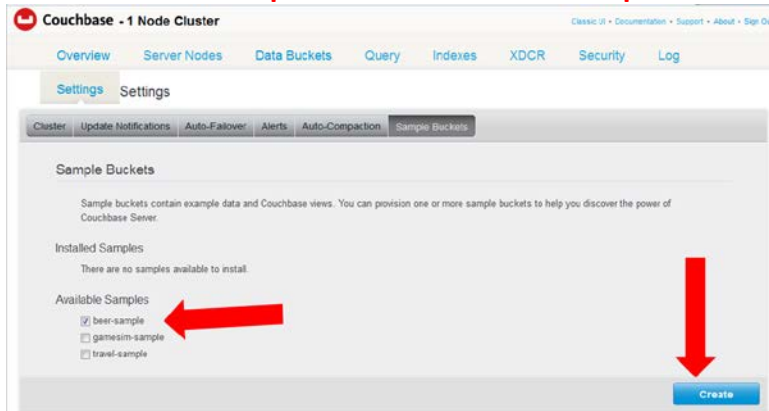 Couchbase - 1 Node Cluster
Classic UI • Documentation • Support • About • Sign Ou
Overview Server Nodes Data Buckets Query Indexes XDCR Security Log
Settings Settings
Cluster Update Notifications Auto-Failover Alerts Auto-Compaction Sample Buckets
Sample Buckets
Sample buckets contain example data and Couchbase views. You can provision one or more sample buckets to help you discover the power of
Couchbase Server.
Installed Samples
There are no samples available to install.
Available Samples
beer-sample
gamesim-sample
travel-sample
Create